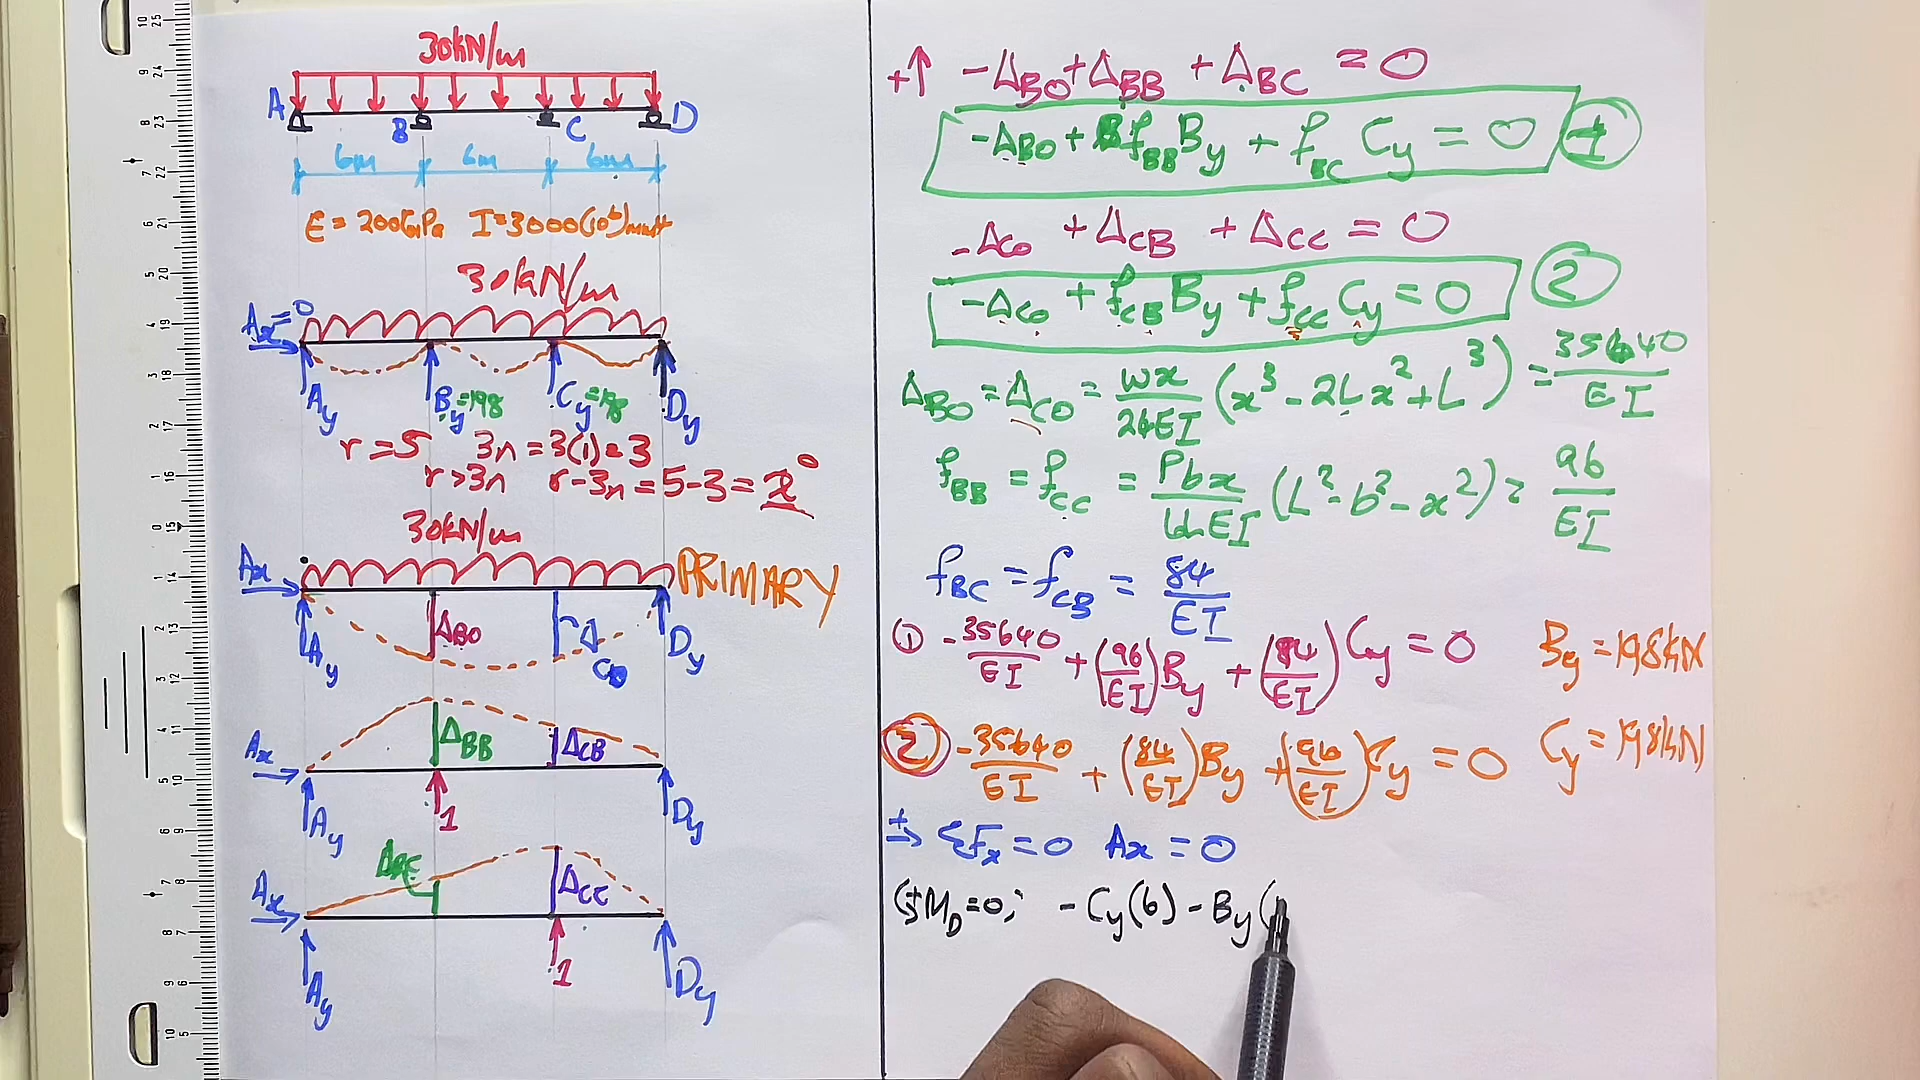 30kN/m
A B C D
6m 6m 6m
E = 200GPa I = 3000(10⁶)mm⁴
30kN/m
Ax = 0
Ay By=198 Cy=198 Dy
r = 5 3n = 3(1) = 3
r > 3n r - 3n = 5 - 3 = 2°
30kN/m
PRIMARY
Ax
ΔBO ΔCO
Ay Dy
Ax ΔBB ΔCB
Ay 1 Dy
ΔBC
Ax ΔCC
Ay 1 Dy
+↑ -ΔBO + ΔBB + ΔBC = 0
-ΔBO + fBB By + fBC Cy = 0 1
-ΔCO + ΔCB + ΔCC = 0
-ΔCO + fCB By + fCC Cy = 0 2
ΔBO = ΔCO = wx/24EI (x³ - 2Lx² + L³) = 35640/EI
fBB = fCC = Pbx/6LEI (L² - b² - x²) = 96/EI
fBC = fCB = 84/EI
① -35640/EI + (96/EI)By + (84/EI)Cy = 0 By = 198kN
② -35640/EI + (84/EI)By + (96/EI)Cy = 0 Cy = 198kN
+→ ΣFx = 0 Ax = 0
(+ΣMD = 0; -Cy(6) - By(